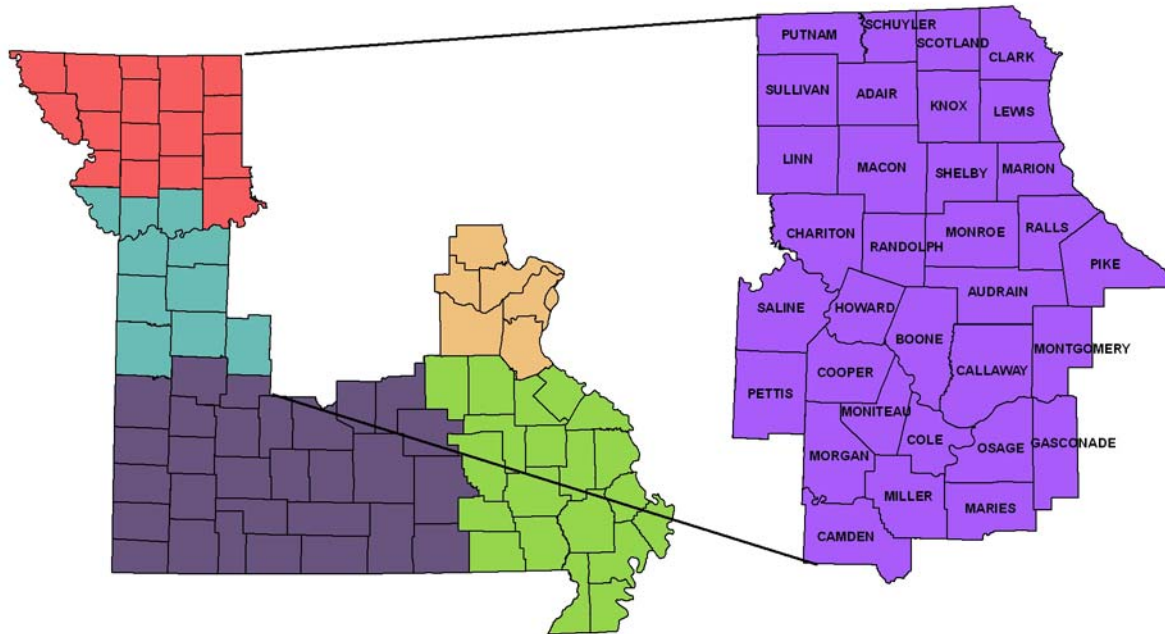 PUTNAM
SCHUYLER
SCOTLAND
CLARK
SULLIVAN
ADAIR
KNOX
LEWIS
LINN
MACON
SHELBY
MARION
CHARITON
RANDOLPH
MONROE
RALLS
PIKE
SALINE
HOWARD
AUDRAIN
BOONE
MONTGOMERY
COOPER
CALLAWAY
PETTIS
MONITEAU
COLE
OSAGE
GASCONADE
MORGAN
MILLER
MARIES
CAMDEN